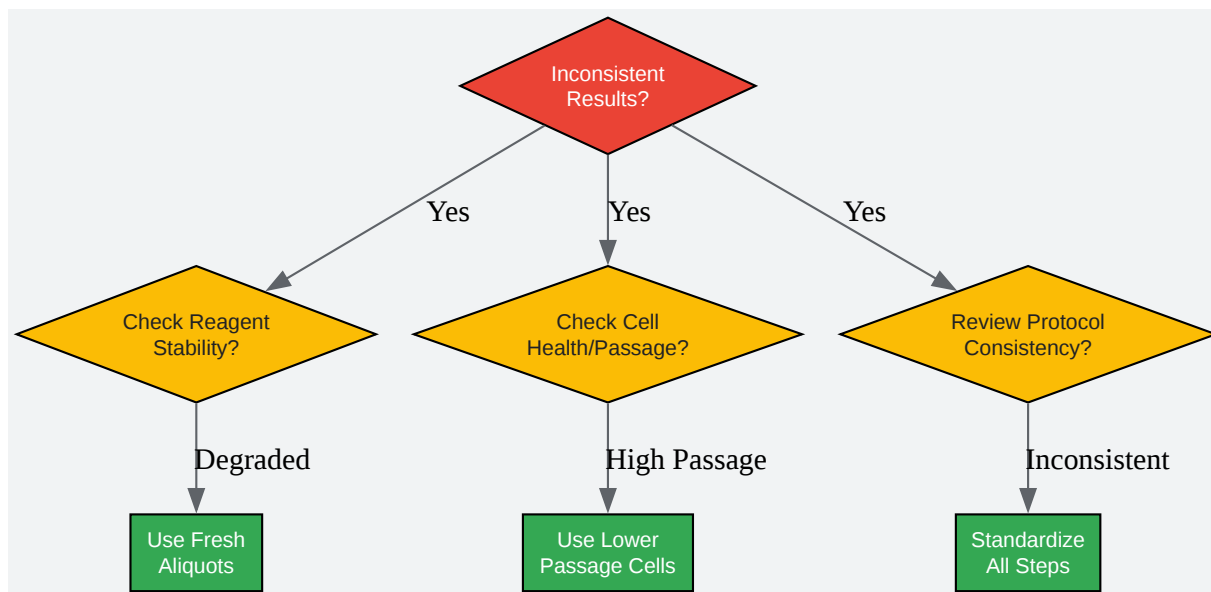 Inconsistent
Results?
Yes
Yes
Yes
Check Reagent
Stability?
Check Cell
Health/Passage?
Review Protocol
Consistency?
Degraded
High Passage
Inconsistent
Use Fresh
Aliquots
Use Lower
Passage Cells
Standardize
All Steps